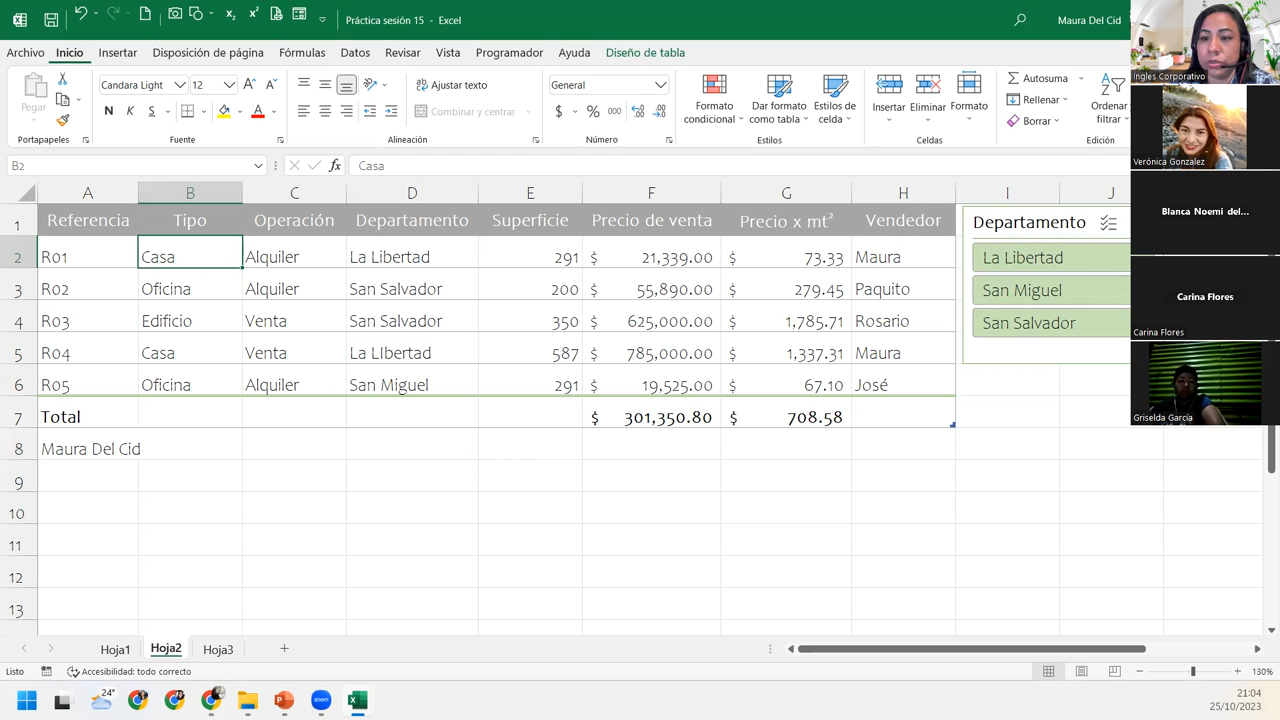 Práctica sesión 15 - Excel
Maura Del Cid
Archivo Inicio Insertar Disposición de página Fórmulas Datos Revisar Vista Programador Ayuda Diseño de tabla
Pegar
Portapapeles
Candara Light 12
N K S
Fuente
Ajustar texto
Combinar y centrar
Alineación
General
$ % 000
Número
Formato condicional
Dar formato como tabla
Estilos de celda
Estilos
Insertar Eliminar Formato
Celdas
Autosuma
Rellenar
Borrar
Ordenar
filtrar
Edición
B2
fx
Casa
A B C D E F G H I J
1 Referencia Tipo Operación Departamento Superficie Precio de venta Precio x mt² Vendedor
2 R01 Casa Alquiler La Libertad 291 $ 21,339.00 $ 73.33 Maura
3 R02 Oficina Alquiler San Salvador 200 $ 55,890.00 $ 279.45 Paquito
4 R03 Edificio Venta San Salvador 350 $ 625,000.00 $ 1,785.71 Rosario
5 R04 Casa Venta La LIbertad 587 $ 785,000.00 $ 1,337.31 Maura
6 R05 Oficina Alquiler San Miguel 291 $ 19,525.00 $ 67.10 José
7 Total $ 301,350.80 $ 708.58
8 Maura Del Cid
9
10
11
12
13
Departamento
La Libertad
San Miguel
San Salvador
Ingles Corporativo
Verónica Gonzalez
Blanca Noemi del...
Carina Flores
Carina Flores
Griselda García
Hoja1 Hoja2 Hoja3
Listo
Accesibilidad: todo correcto
130%
24°
zoom
21:04
25/10/2023